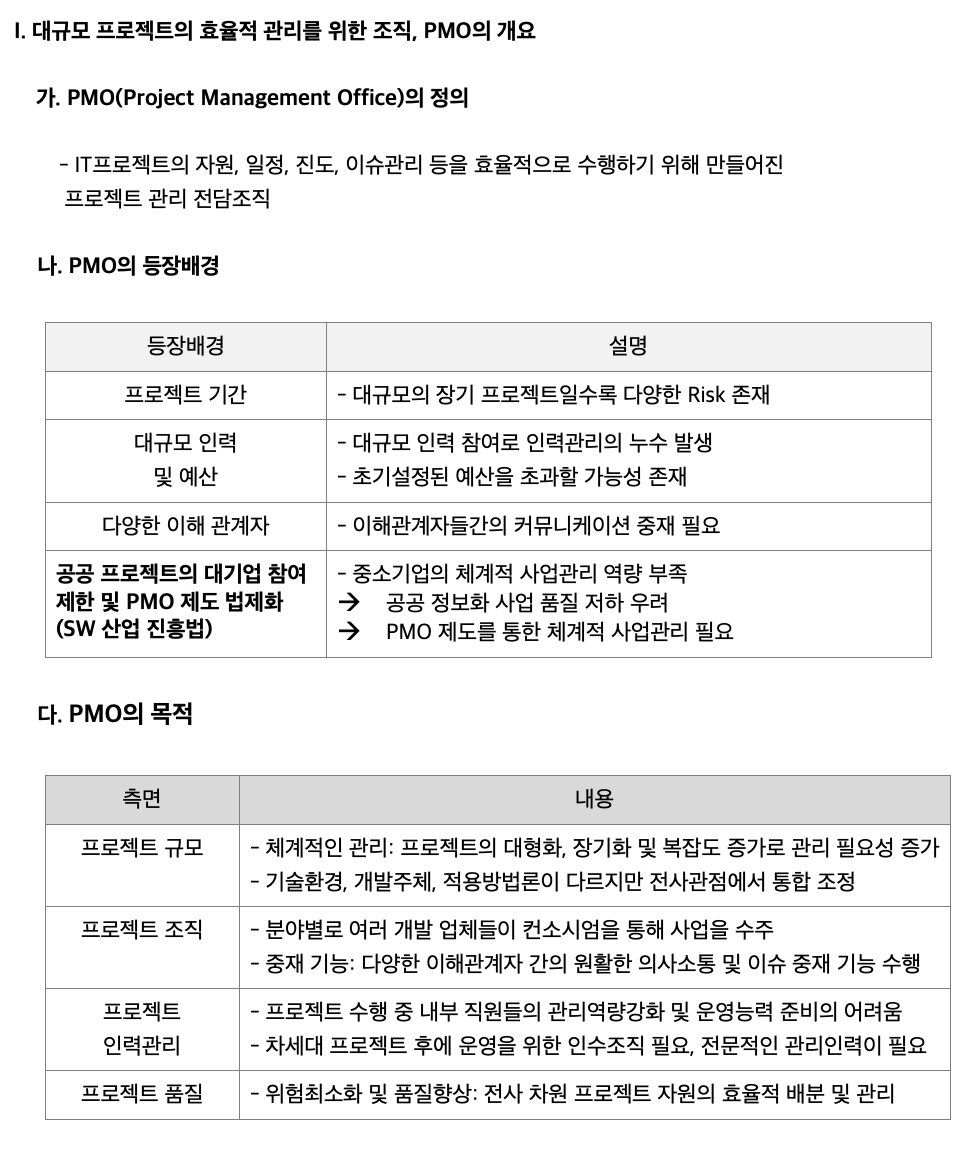 I. 대규모 프로젝트의 효율적 관리를 위한 조직, PMO의 개요
가. PMO(Project Management Office)의 정의
- IT프로젝트의 자원, 일정, 진도, 이슈관리 등을 효율적으로 수행하기 위해 만들어진
프로젝트 관리 전담조직
나. PMO의 등장배경
등장배경 설명
프로젝트 기간 - 대규모의 장기 프로젝트일수록 다양한 Risk 존재
대규모 인력 - 대규모 인력 참여로 인력관리의 누수 발생
및 예산 - 초기설정된 예산을 초과할 가능성 존재
다양한 이해 관계자 - 이해관계자들간의 커뮤니케이션 중재 필요
공공 프로젝트의 대기업 참여 - 중소기업의 체계적 사업관리 역량 부족
제한 및 PMO 제도 법제화 → 공공 정보화 사업 품질 저하 우려
(SW 산업 진흥법) → PMO 제도를 통한 체계적 사업관리 필요
다. PMO의 목적
측면 내용
프로젝트 규모 - 체계적인 관리: 프로젝트의 대형화, 장기화 및 복잡도 증가로 관리 필요성 증가
- 기술환경, 개발주체, 적용방법론이 다르지만 전사관점에서 통합 조정
프로젝트 조직 - 분야별로 여러 개발 업체들이 컨소시엄을 통해 사업을 수주
- 중재 기능: 다양한 이해관계자 간의 원활한 의사소통 및 이슈 중재 기능 수행
프로젝트 - 프로젝트 수행 중 내부 직원들의 관리역량강화 및 운영능력 준비의 어려움
인력관리 - 차세대 프로젝트 후에 운영을 위한 인수조직 필요, 전문적인 관리인력이 필요
프로젝트 품질 - 위험최소화 및 품질향상: 전사 차원 프로젝트 자원의 효율적 배분 및 관리